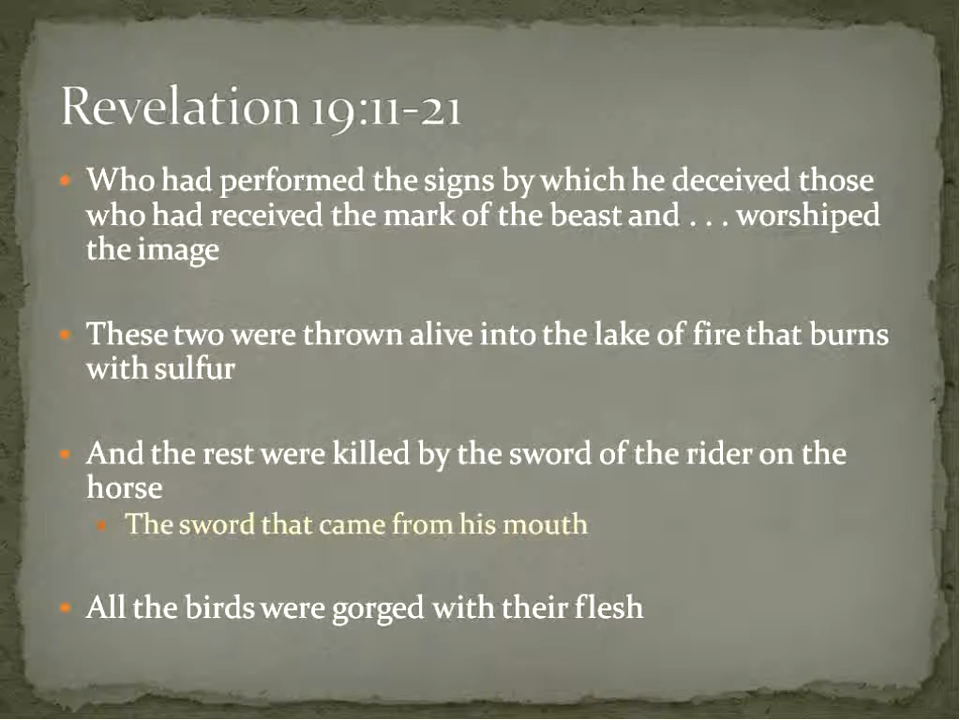 Revelation 19:11-21
Who had performed the signs by which he deceived those
who had received the mark of the beast and . . . worshiped
the image
These two were thrown alive into the lake of fire that burns
with sulfur
And the rest were killed by the sword of the rider on the
horse
The sword that came from his mouth
All the birds were gorged with their flesh